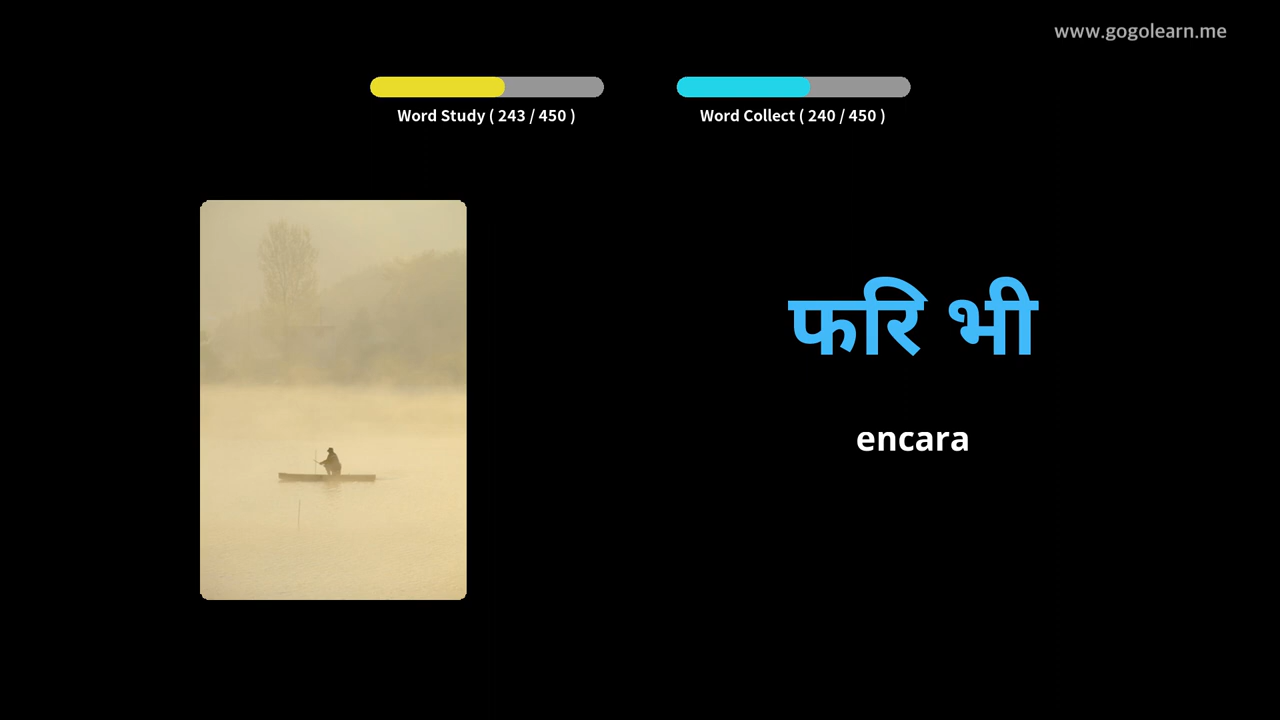 www.gogolearn.me
Word Study ( 243 / 450 )
Word Collect ( 240 / 450 )
फरि भी
encara